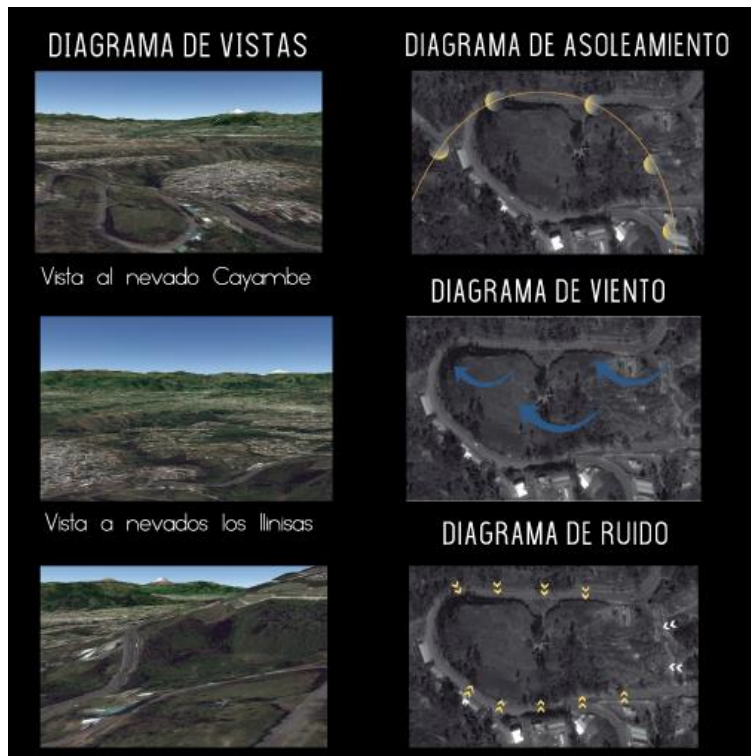 DIAGRAMA DE VISTAS
Vista al nevado Cayambe
Vista a nevados los llinisas
DIAGRAMA DE ASOLEAMIENTO
DIAGRAMA DE VIENTO
DIAGRAMA DE RUIDO